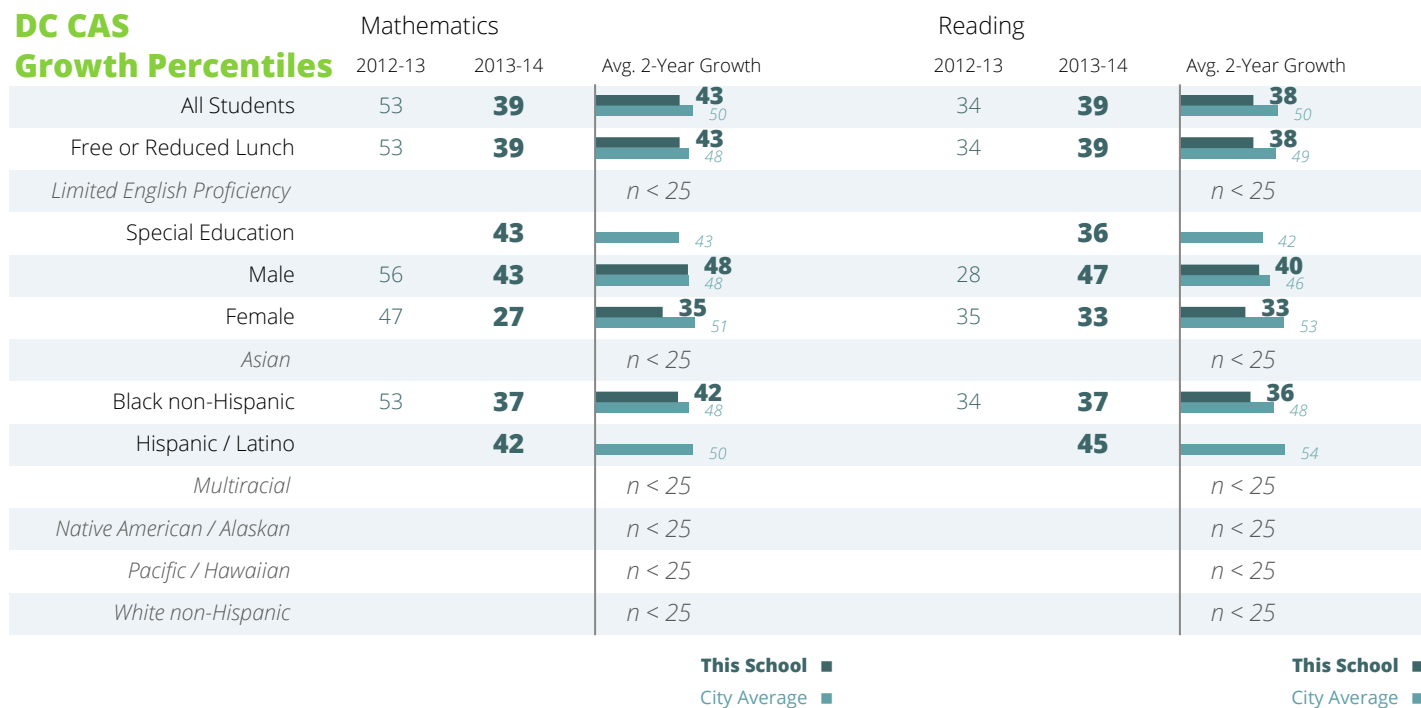 DC CAS
Growth Percentiles
Mathematics Reading
2012-13 2013-14 Avg. 2-Year Growth 2012-13 2013-14 Avg. 2-Year Growth
All Students 53 39 43 50 34 39 38 50
Free or Reduced Lunch 53 39 43 48 34 39 38 49
Limited English Proficiency n < 25 n < 25
Special Education 43 43 36 42
Male 56 43 48 48 28 47 40 46
Female 47 27 35 51 35 33 33 53
Asian n < 25 n < 25
Black non-Hispanic 53 37 42 48 34 37 36 48
Hispanic / Latino 42 50 45 54
Multiracial n < 25 n < 25
Native American / Alaskan n < 25 n < 25
Pacific / Hawaiian n < 25 n < 25
White non-Hispanic n < 25 n < 25
This School This School
City Average City Average